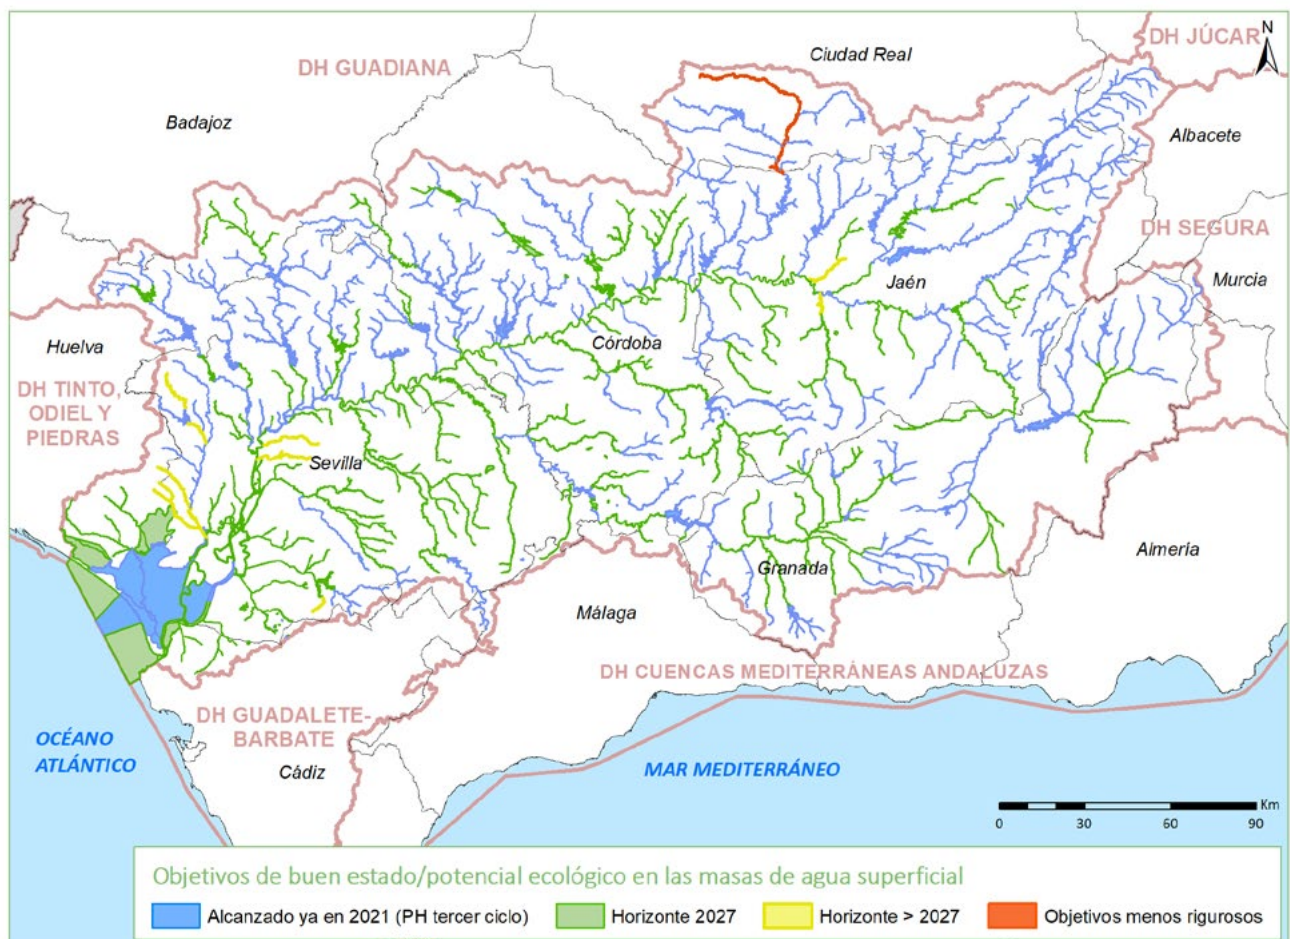 DH JÚCAR
N
Ciudad Real
DH GUADIANA
Badajoz
Albacete
DH SEGURA
Murcia
Jaén
Huelva
Córdoba
DH TINTO,
ODIEL Y
PIEDRAS
Sevilla
Almería
Granada
Málaga
DH CUENCAS MEDITERRÁNEAS ANDALUZAS
DH GUADALETE-
BARBATE
OCÉANO
ATLÁNTICO
Cádiz
MAR MEDITERRÁNEO
Km
0 30 60 90
Objetivos de buen estado/potencial ecológico en las masas de agua superficial
Alcanzado ya en 2021 (PH tercer ciclo) Horizonte 2027 Horizonte > 2027 Objetivos menos rigurosos